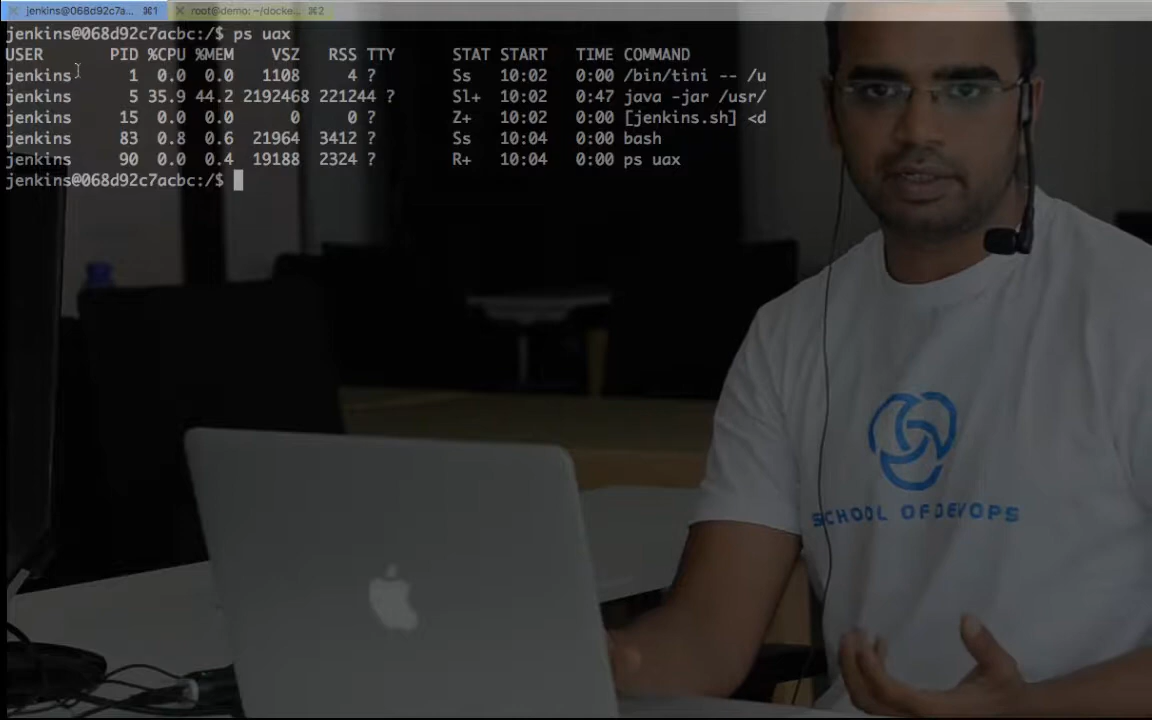 jenkins@068d92c7a... ⌘1 root@demo: ~/docke... ⌘2
jenkins@068d92c7acbc:/$ ps uax
USER PID %CPU %MEM VSZ RSS TTY STAT START TIME COMMAND
jenkins 1 0.0 0.0 1108 4 ? Ss 10:02 0:00 /bin/tini -- /u
jenkins 5 35.9 44.2 2192468 221244 ? Sl+ 10:02 0:47 java -jar /usr/
jenkins 15 0.0 0.0 0 0 ? Z+ 10:02 0:00 [jenkins.sh] <d
jenkins 83 0.8 0.6 21964 3412 ? Ss 10:04 0:00 bash
jenkins 90 0.0 0.4 19188 2324 ? R+ 10:04 0:00 ps uax
jenkins@068d92c7acbc:/$
SCHOOL OF DEVOPS